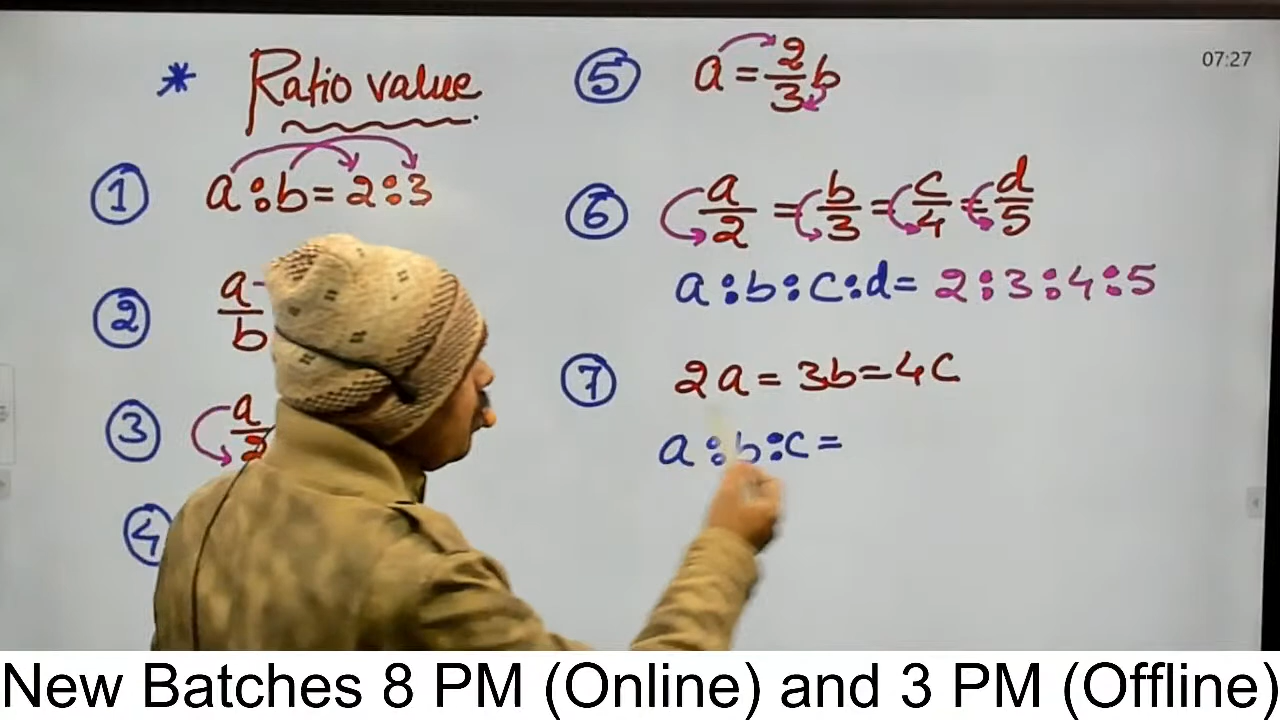 * Ratio value
① a:b = 2:3
② a
b
③ a
2
④
⑤ a = 2/3 b
⑥ a/2 = b/3 = c/4 = d/5
a:b:c:d = 2:3:4:5
⑦ 2a = 3b = 4c
a:b:c =
07:27
New Batches 8 PM (Online) and 3 PM (Offline)